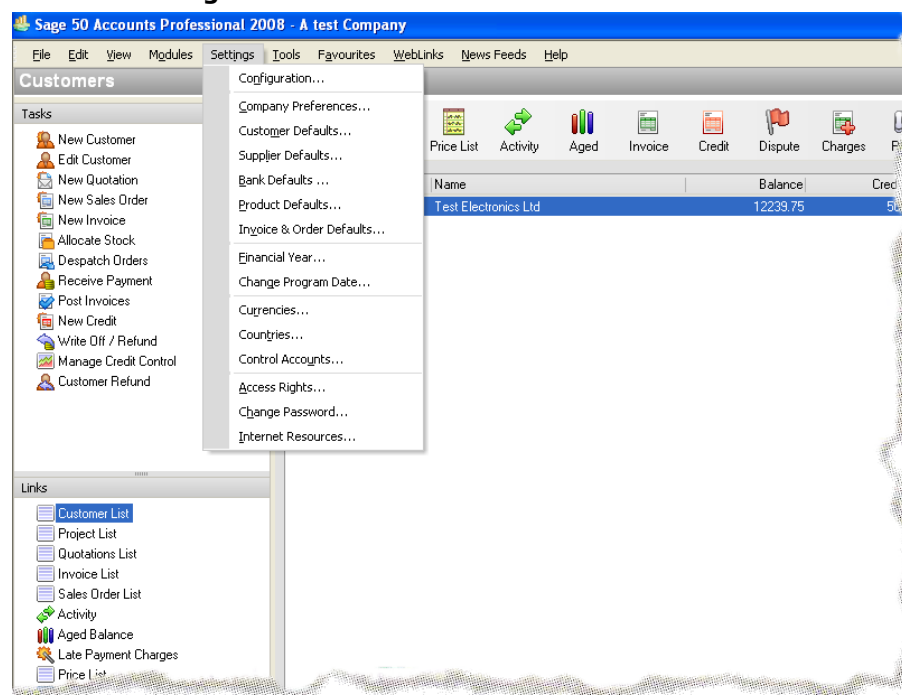 Sage 50 Accounts Professional 2008 - A test Company
File Edit View Modules Settings Tools Favourites WebLinks News Feeds Help
Customers
Tasks
New Customer
Edit Customer
New Quotation
New Sales Order
New Invoice
Allocate Stock
Despatch Orders
Receive Payment
Post Invoices
New Credit
Write Off / Refund
Manage Credit Control
Customer Refund
Configuration...
Company Preferences...
Customer Defaults...
Supplier Defaults...
Bank Defaults ...
Product Defaults...
Invoice & Order Defaults...
Financial Year...
Change Program Date...
Currencies...
Countries...
Control Accounts...
Access Rights...
Change Password...
Internet Resources...
Price List Activity Aged Invoice Credit Dispute Charges
Name Balance
Test Electronics Ltd 12239.75
Links
Customer List
Project List
Quotations List
Invoice List
Sales Order List
Activity
Aged Balance
Late Payment Charges
Price List